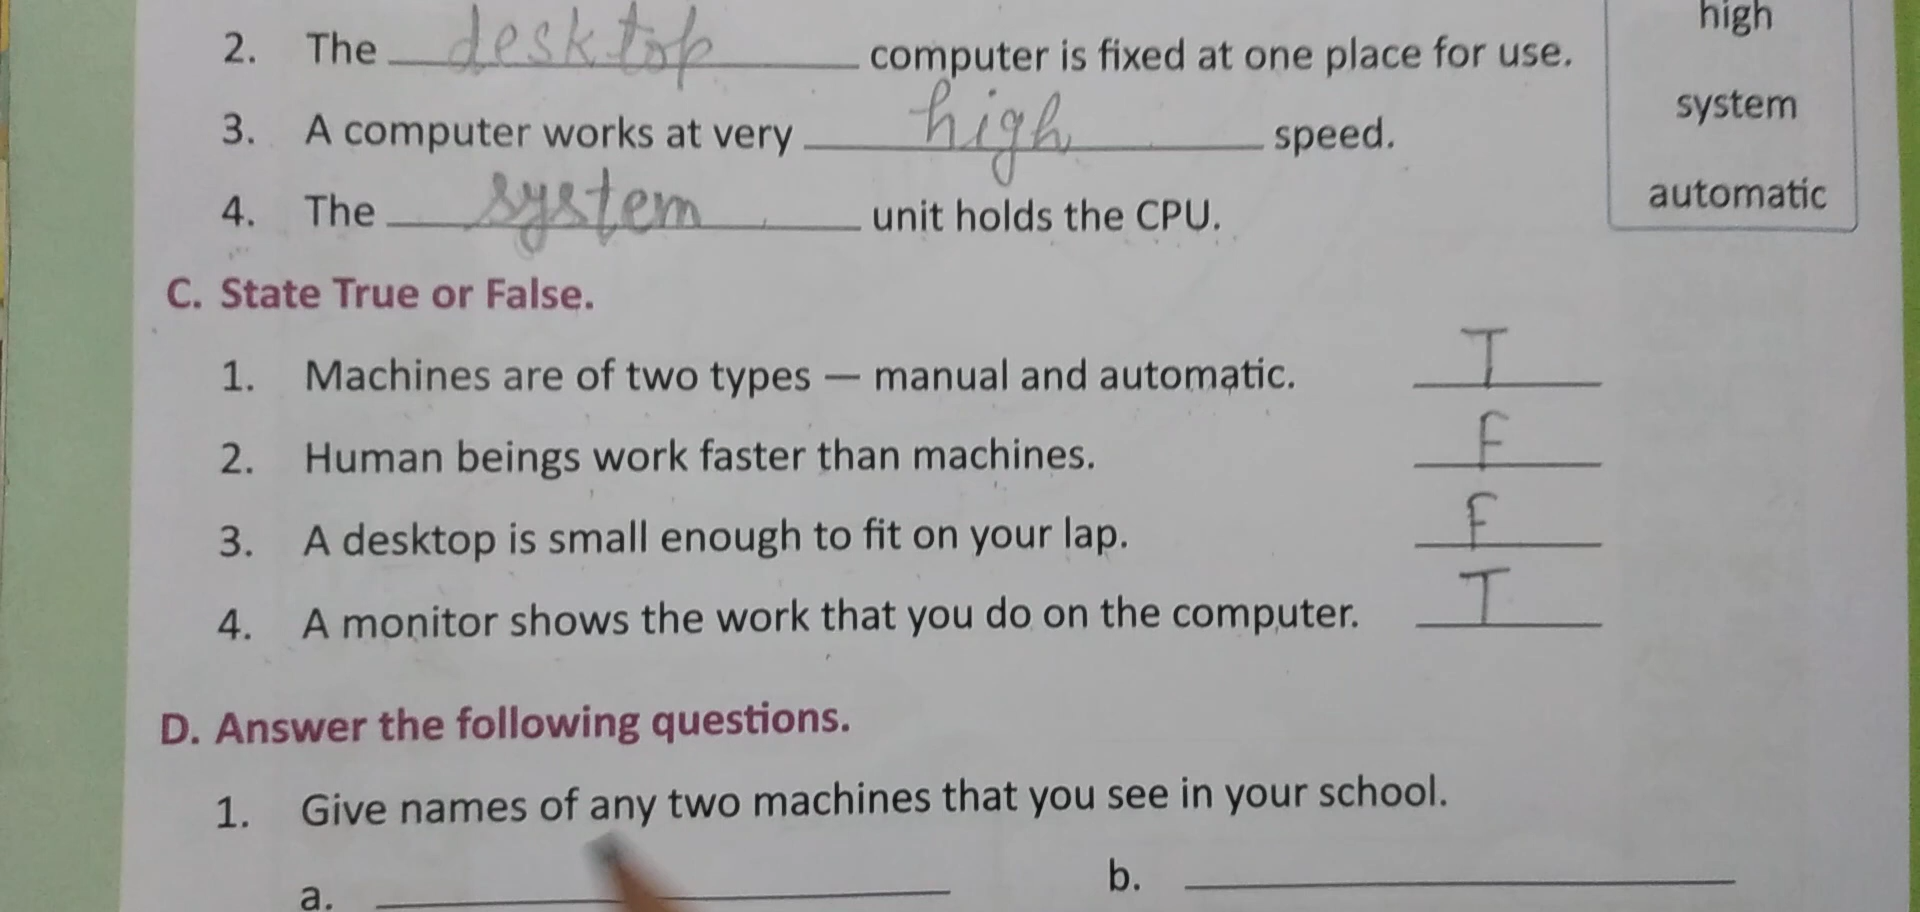 2. The desktop computer is fixed at one place for use.
high
3. A computer works at very high speed.
system
4. The system unit holds the CPU.
automatic
C. State True or False.
1. Machines are of two types — manual and automatic. T
2. Human beings work faster than machines. F
3. A desktop is small enough to fit on your lap. F
4. A monitor shows the work that you do on the computer. T
D. Answer the following questions.
1. Give names of any two machines that you see in your school.
a. b.